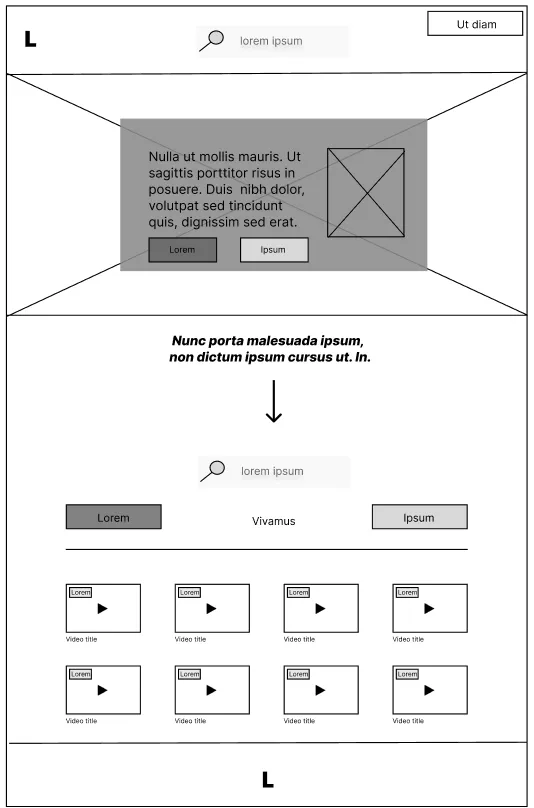 L
lorem ipsum
Ut diam
Nulla ut mollis mauris. Ut
sagittis porttitor risus in
posuere. Duis  nibh dolor,
volutpat sed tincidunt
quis, dignissim sed erat.
Lorem
Ipsum
Nunc porta malesuada ipsum,
non dictum ipsum cursus ut. In.
lorem ipsum
Lorem
Vivamus
Ipsum
Lorem
Lorem
Lorem
Lorem
Video title
Video title
Video title
Video title
Lorem
Lorem
Lorem
Lorem
Video title
Video title
Video title
Video title
L